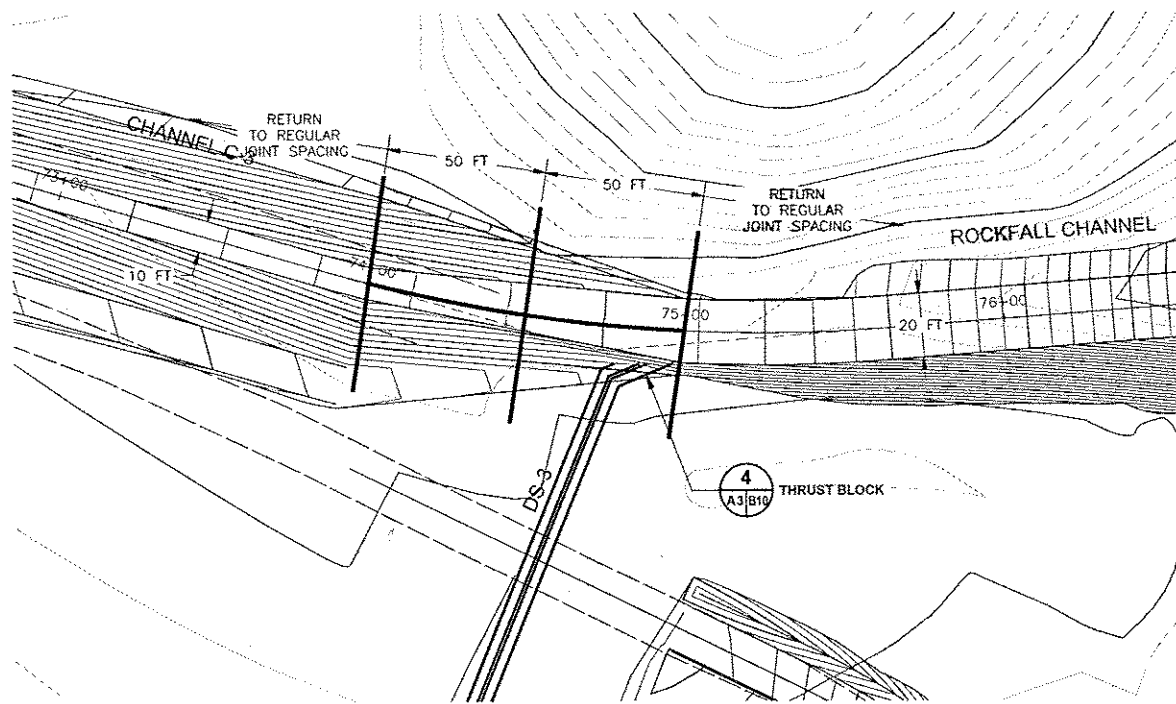 CHANNEL C-3
RETURN
TO REGULAR
JOINT SPACING
50 FT
50 FT
RETURN
TO REGULAR
JOINT SPACING
ROCKFALL CHANNEL
73+00
74+00
10 FT
75+00
20 FT
76+00
DS-3
4
A3 B10
THRUST BLOCK